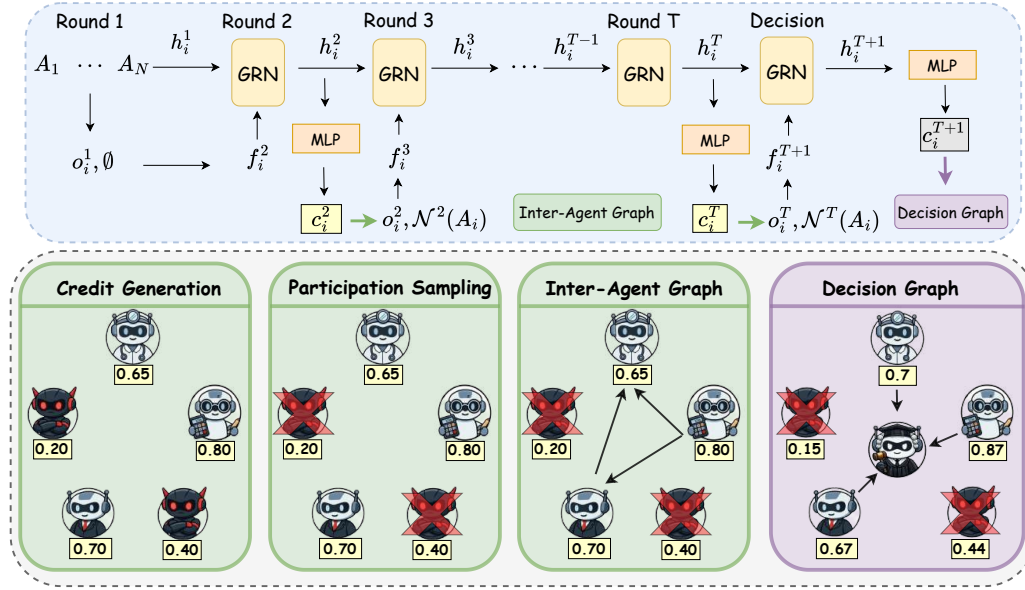 Round 1 Round 2 Round 3 Round T Decision
$A_1$ ⋯ $A_N$ $h_i^1$ GRN $h_i^2$ GRN $h_i^3$ ⋯ $h_i^{T-1}$ GRN $h_i^T$ GRN $h_i^{T+1}$ MLP
$o_i^1, \emptyset$ $f_i^2$ MLP $f_i^3$ MLP $f_i^{T+1}$ $c_i^{T+1}$
$c_i^2$ $o_i^2, \mathcal{N}^2(A_i)$ Inter-Agent Graph $c_i^T$ $o_i^T, \mathcal{N}^T(A_i)$ Decision Graph
Credit Generation
0.65
0.20
0.80
0.70
0.40
Participation Sampling
0.65
0.20
0.80
0.70
0.40
Inter-Agent Graph
0.65
0.20
0.80
0.70
0.40
Decision Graph
0.7
0.15
0.87
0.67
0.44